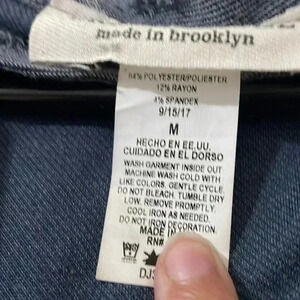 made in brooklyn
84% POLYESTER/POLIESTER
12% RAYON
4% SPANDEX
9/15/17
M
HECHO EN EE.UU.
CUIDADO EN EL DORSO
WASH GARMENT INSIDE OUT
MACHINE WASH COLD WITH
LIKE COLORS. GENTLE CYCLE.
DO NOT BLEACH. TUMBLE DRY
LOW. REMOVE PROMPTLY.
COOL IRON AS NEEDED.
DO NOT IRON DECORATION.
MADE IN
RN#